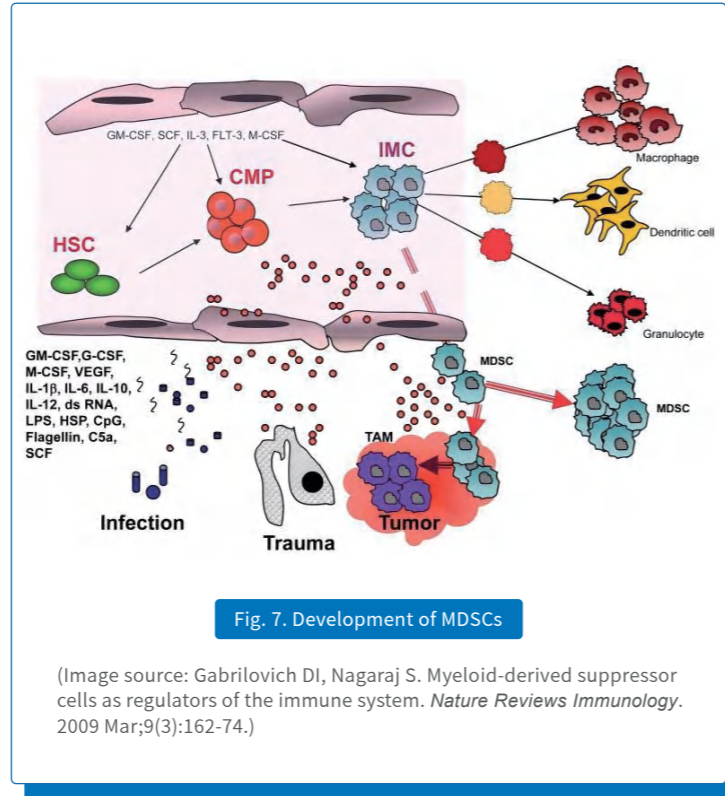 GM-CSF, SCF, IL-3, FLT-3, M-CSF
IMC
CMP
HSC
Macrophage
Dendritic cell
Granulocyte
GM-CSF,G-CSF,
M-CSF, VEGF,
IL-1β, IL-6, IL-10,
IL-12, ds RNA,
LPS, HSP, CpG,
Flagellin, C5a,
SCF
MDSC
MDSC
TAM
Infection
Trauma
Tumor
Fig. 7. Development of MDSCs
(Image source: Gabrilovich DI, Nagaraj S. Myeloid-derived suppressor
cells as regulators of the immune system. Nature Reviews Immunology.
2009 Mar;9(3):162-74.)